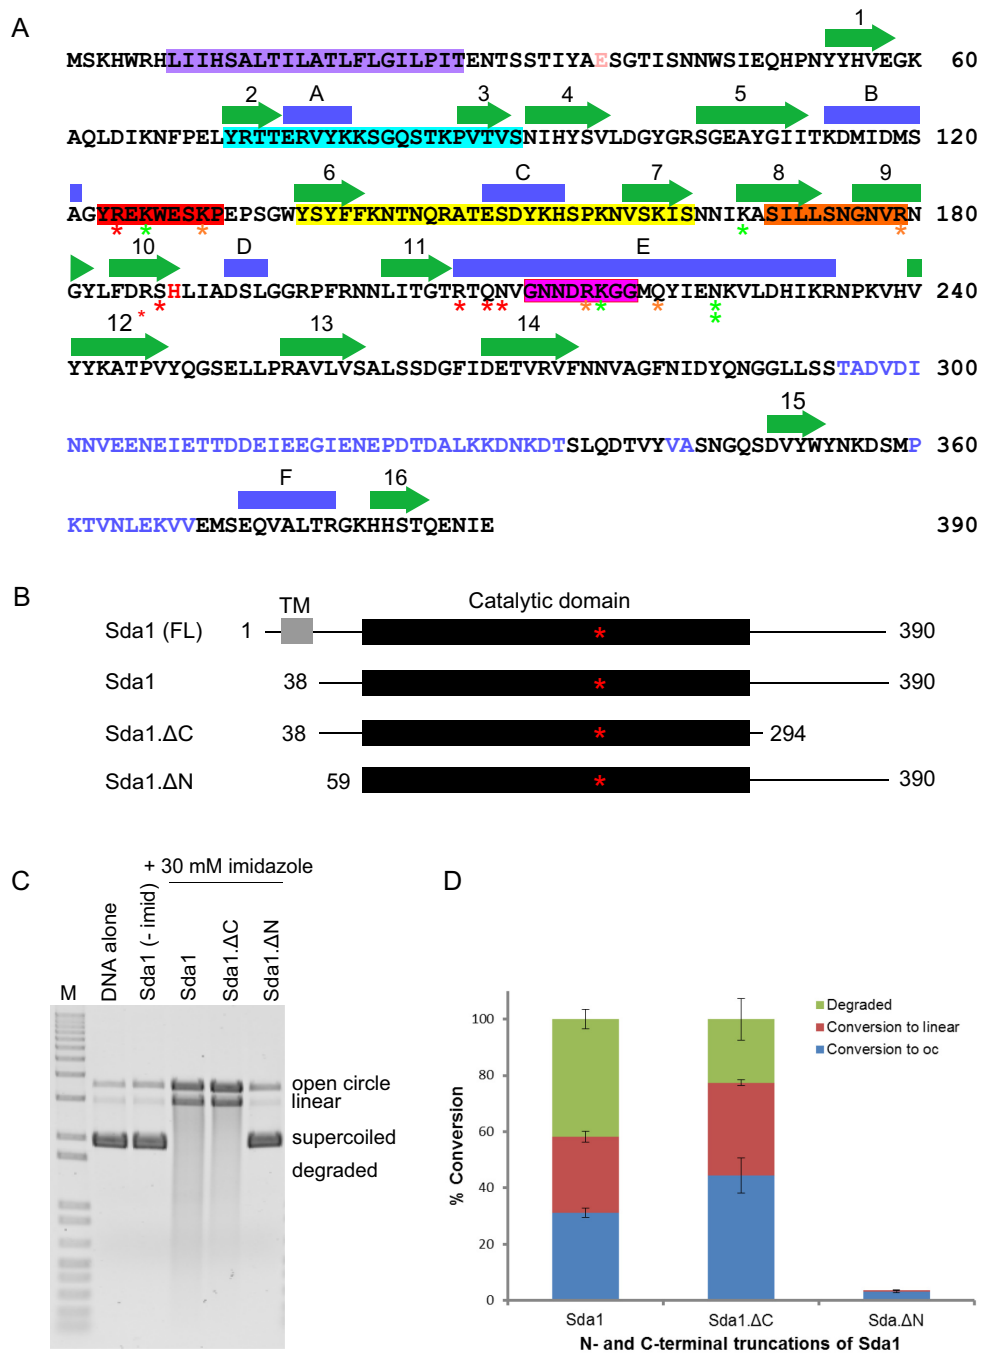 A
1
MSKHWRHLIIHSALTILATLFLGILPITENTSSTIYAESGTISNNWSIEQHPNYYHVEGK 60
2 A 3 4 5 B
AQLDIKNFPELYRTTERVYKKSGQSTKPVTVSNIHYSVLDGYGRSGEAYGIITKDMIDMS 120
6 C 7 8 9
AGYREKWESKPEPSGWYSYFFKNTNQRATESDYKHSPKNVSKISNNIKASILLSNGNVRN 180
* * * * *
10 D 11 E
GYLFDRSHLIADSLGGRPFRNNLITGTRTQNVGNNDRKGGMQYIENKVLDHIKRNPKVHV 240
* * * * * * * * * *
12 13 14
YYKATPVYQGSELLPRAVLVSALSSDGFIDETVRVFNNVAGFNIDYQNGGLLSSTADVDI 300
15
NNVEENEIETTDDEIEEGIENEPDTDALKKDNKDTSLQDTVYVASNGQSDVYWYNKDSMP 360
F 16
KTVNLEKVVEMSEQVALTRGKHHSTQENIE 390
B
TM Catalytic domain
Sda1 (FL) 1 * 390
Sda1 38 * 390
Sda1.ΔC 38 * 294
Sda1.ΔN 59 * 390
C
+ 30 mM imidazole
M
DNA alone
Sda1 (- imid)
Sda1
Sda1.ΔC
Sda1.ΔN
open circle
linear
supercoiled
degraded
D
Degraded
Conversion to linear
Conversion to oc
% Conversion
100
80
60
40
20
0
Sda1 Sda1.ΔC Sda.ΔN
N- and C-terminal truncations of Sda1